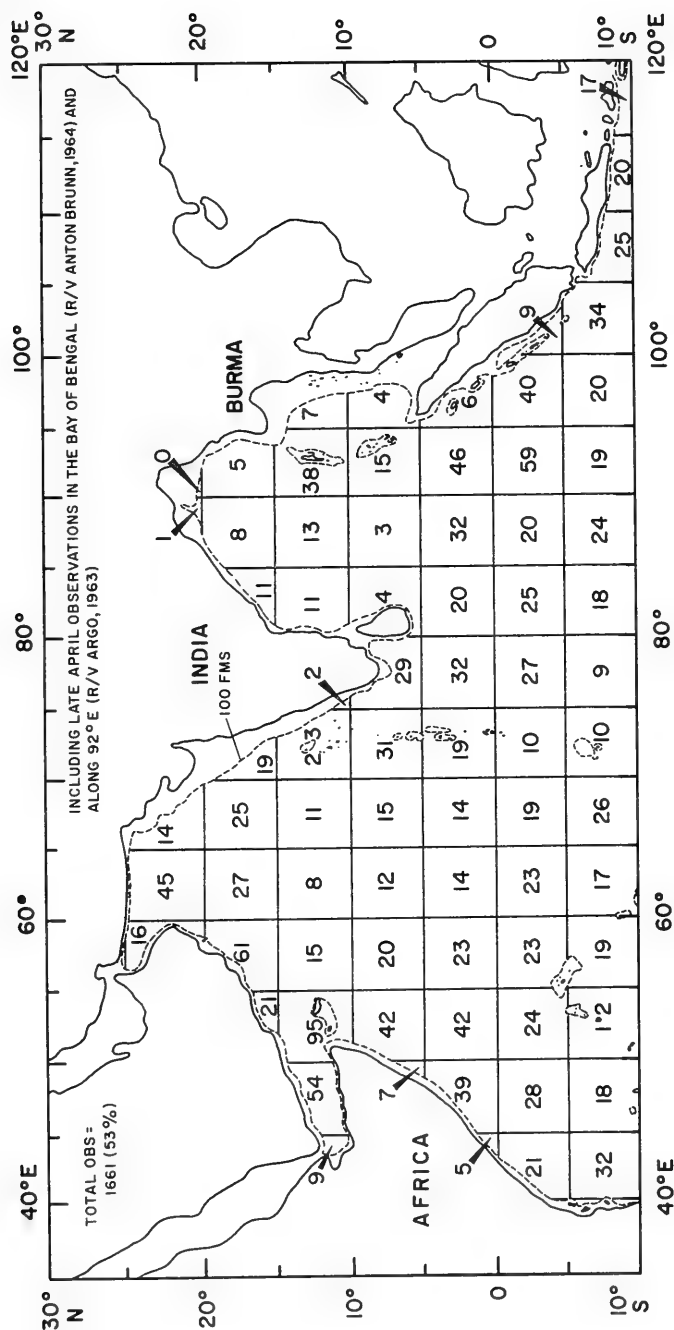 40°E 60° 80° 100° 120°E
30° N 30° N
INCLUDING LATE APRIL OBSERVATIONS IN THE BAY OF BENGAL (R/V ANTON BRUNN, 1964) AND
ALONG 92°E (R/V ARGO, 1963)
TOTAL OBS =
1661 (53%)
INDIA
100 FMS
BURMA
AFRICA
16 45 14 1 0
20° 20°
21 61 27 25 19 11 8 5
9 54 95 15 8 11 23 2 11 13 38 7
10° 10°
7 42 20 12 15 31 29 4 3 15 4
5 39 42 23 14 14 19 32 20 32 46 6
0 0
21 28 24 23 23 19 10 27 25 20 59 40 9
32 18 12 19 17 26 10 9 18 24 19 20 34 25 20 17
10° S 10° S
40°E 60° 80° 100° 120°E